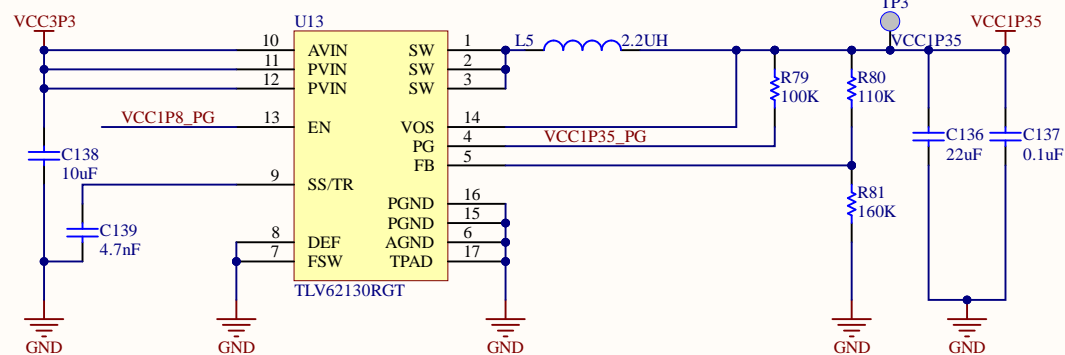 TP3
VCC3P3
U13
VCC1P35
10 AVIN SW 1 L5 2.2UH VCC1P35
11 PVIN SW 2
12 PVIN SW 3
R79 R80
100K 110K
VCC1P8_PG 13 EN VOS 14
PG 4 VCC1P35_PG
C136 C137
22uF 0.1uF
C138
10uF
FB 5
9 SS/TR
R81
160K
PGND 16
PGND 15
C139
4.7nF
8 DEF AGND 6
7 FSW TPAD 17
TLV62130RGT
GND GND GND GND GND